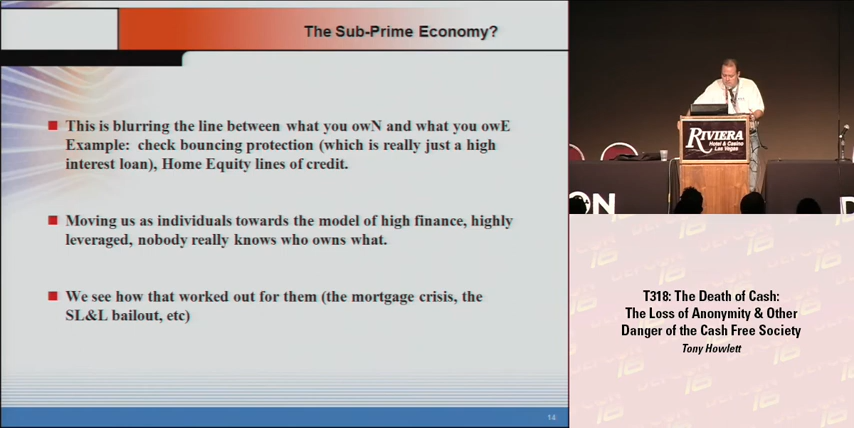 The Sub-Prime Economy?
This is blurring the line between what you owN and what you owE
Example: check bouncing protection (which is really just a high
interest loan), Home Equity lines of credit.
Moving us as individuals towards the model of high finance, highly
leveraged, nobody really knows who owns what.
We see how that worked out for them (the mortgage crisis, the
SL&L bailout, etc)
14
RIVIERA
Hotel & Casino
Las Vegas
ON
D
T318: The Death of Cash:
The Loss of Anonymity & Other
Danger of the Cash Free Society
Tony Howlett